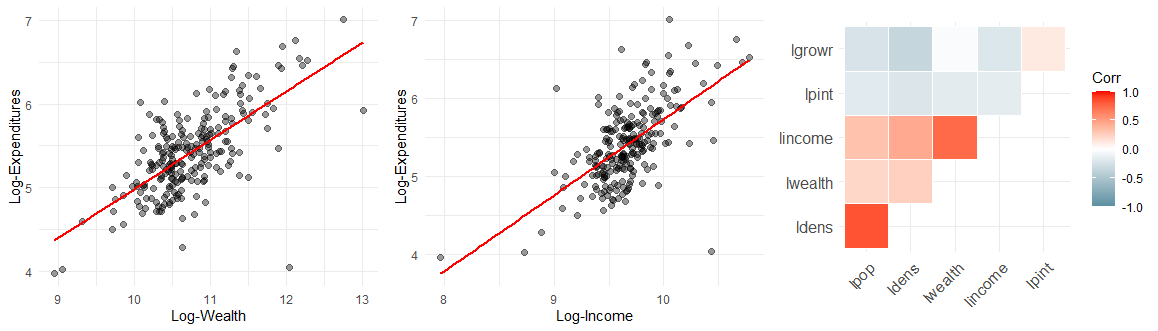 7
6
5
4
Log-Expenditures
9
10
11
12
13
Log-Wealth
7
6
5
4
Log-Expenditures
8
9
10
Log-Income
lgrowr
lpint
lincome
lwealth
ldens
lpop
ldens
lwealth
lincome
lpint
Corr
1.0
0.5
0.0
-0.5
-1.0